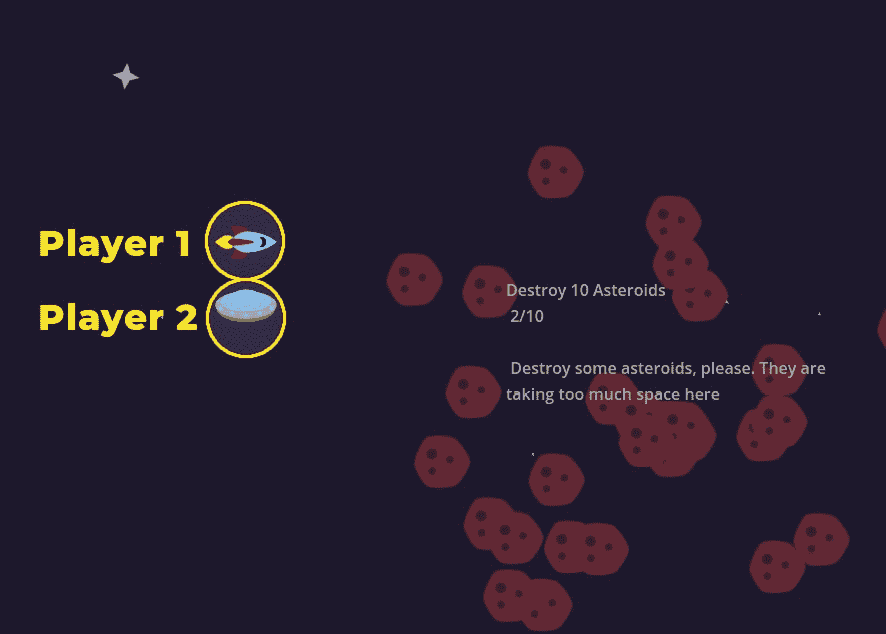 Player 1
Player 2
Destroy 10 Asteroids
2/10
Destroy some asteroids, please. They are
taking too much space here